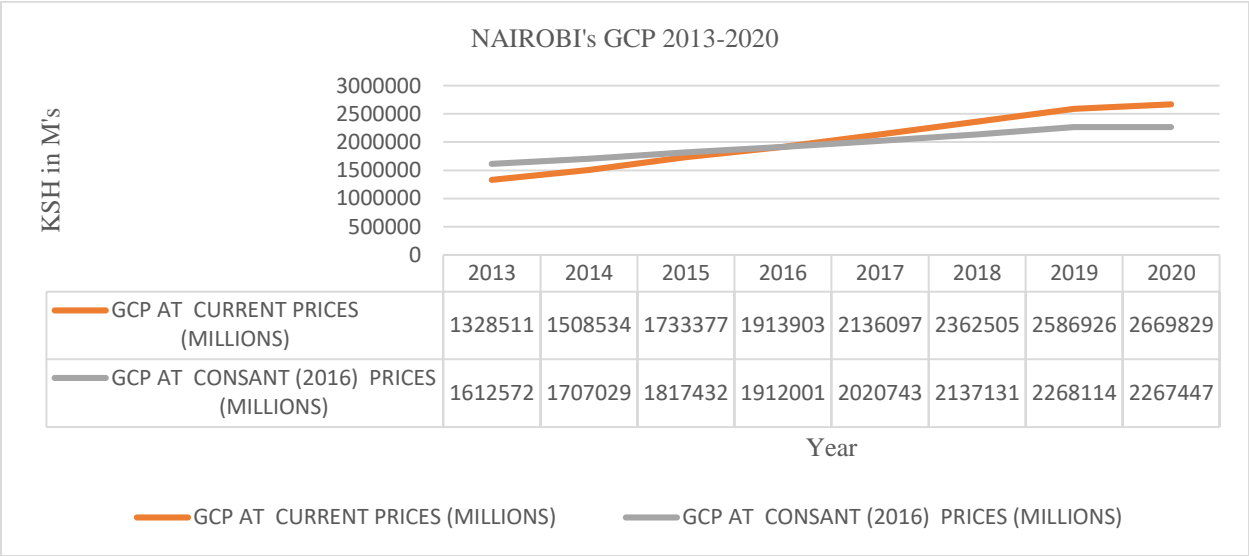 NAIROBI's GCP 2013-2020
KSH in M's
3000000
2500000
2000000
1500000
1000000
500000
0
2013 2014 2015 2016 2017 2018 2019 2020
GCP AT CURRENT PRICES
(MILLIONS)
1328511 1508534 1733377 1913903 2136097 2362505 2586926 2669829
GCP AT CONSANT (2016) PRICES
(MILLIONS)
1612572 1707029 1817432 1912001 2020743 2137131 2268114 2267447
Year
GCP AT CURRENT PRICES (MILLIONS) GCP AT CONSANT (2016) PRICES (MILLIONS)